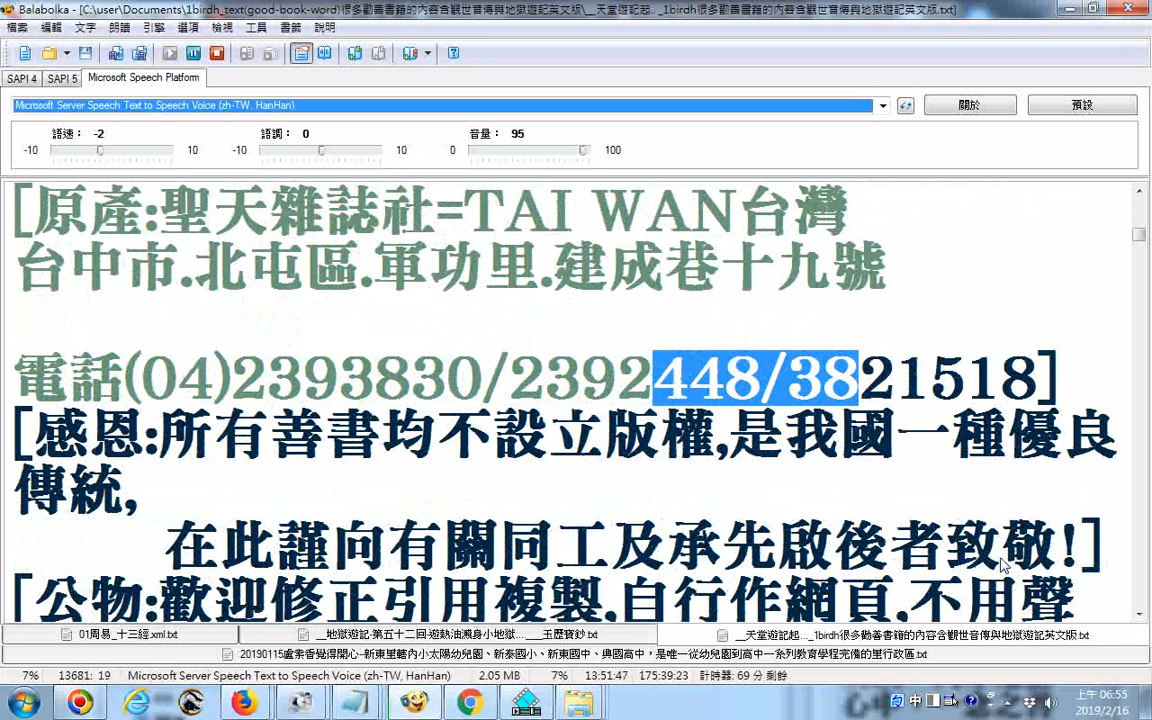 Balabolka - [C:\user\Documents\1birdh_text(good-book-word)很多勸善書籍的內容含觀世音傳與地獄遊記英文版\__天堂遊記起.._1birdh很多勸善書籍的內容含觀世音傳與地獄遊記英文版.txt]
檔案 編輯 文字 朗讀 引擎 選項 檢視 工具 書籤 說明
SAPI 4 SAPI 5 Microsoft Speech Platform
Microsoft Server Speech Text to Speech Voice (zh-TW, HanHan) 關於 預設
語速： -2 語調： 0 音量： 95
-10 10 -10 10 0 100
[原產:聖天雜誌社=TAI WAN台灣
台中市.北屯區.軍功里.建成巷十九號
電話(04)2393830/2392448/3821518]
[感恩:所有善書均不設立版權,是我國一種優良
傳統,
在此謹向有關同工及承先啟後者致敬!]
[公物:歡迎修正引用複製,自行作網頁,不用聲
01周易_十三經.xml.txt __地獄遊記-第五十二回-遊熱油濺身小地獄....__玉歷寶鈔.txt __天堂遊記起..._1birdh很多勸善書籍的內容含觀世音傳與地獄遊記英文版.txt
20190115盧素香覺得開心-新東里轄內小太陽幼兒園、新泰國小、新東國中、興國高中，是唯一從幼兒園到高中一系列教育學程完備的里行政區.txt
7% 13681: 19 Microsoft Server Speech Text to Speech Voice (zh-TW, HanHan) 2.05 MB 7% 13:51:47 175:39:23 計時器: 69 分 剩餘
中 上午 06:55
2019/2/16